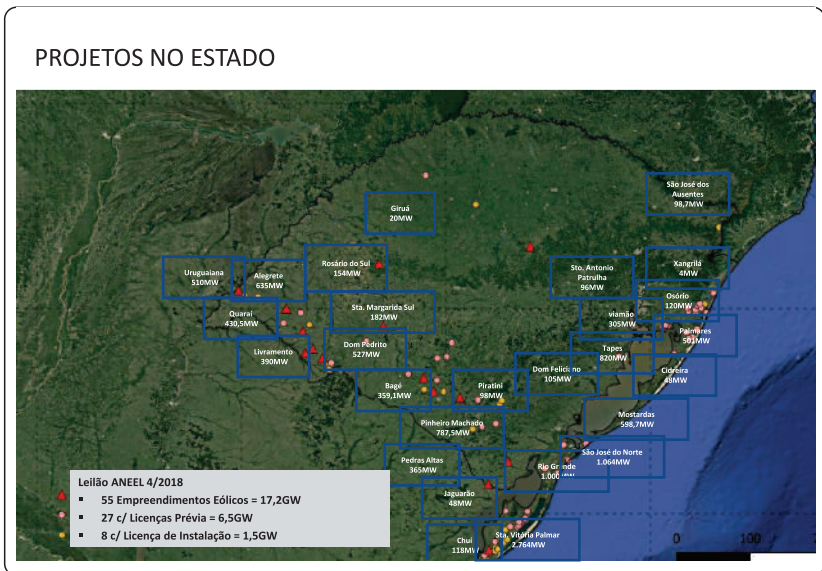 PROJETOS NO ESTADO
São José dos
Ausentes
98,7MW
Giruá
20MW
Uruguaiana
510MW
Alegrete
635MW
Rosário do Sul
154MW
Sto. Antonio
Patrulha
96MW
Xangrilá
4MW
Osório
120MW
Quarai
430,5MW
Sta. Margarida Sul
182MW
viamão
305MW
Palmares
501MW
Livramento
390MW
Dom Pedrito
527MW
Tapes
820MW
Dom Feliciano
105MW
Cidreira
48MW
Bagé
359,1MW
Piratini
98MW
Mostardas
598,7MW
Pinheiro Machado
787,5MW
São José do Norte
1.064MW
Pedras Altas
365MW
Rio Grande
Jaguarão
48MW
Chuí
118MW
Sta. Vitória Palmar
2.764MW
Leilão ANEEL 4/2018
▪ 55 Empreendimentos Eólicos = 17,2GW
▪ 27 c/ Licenças Prévia = 6,5GW
▪ 8 c/ Licença de Instalação = 1,5GW
0 100